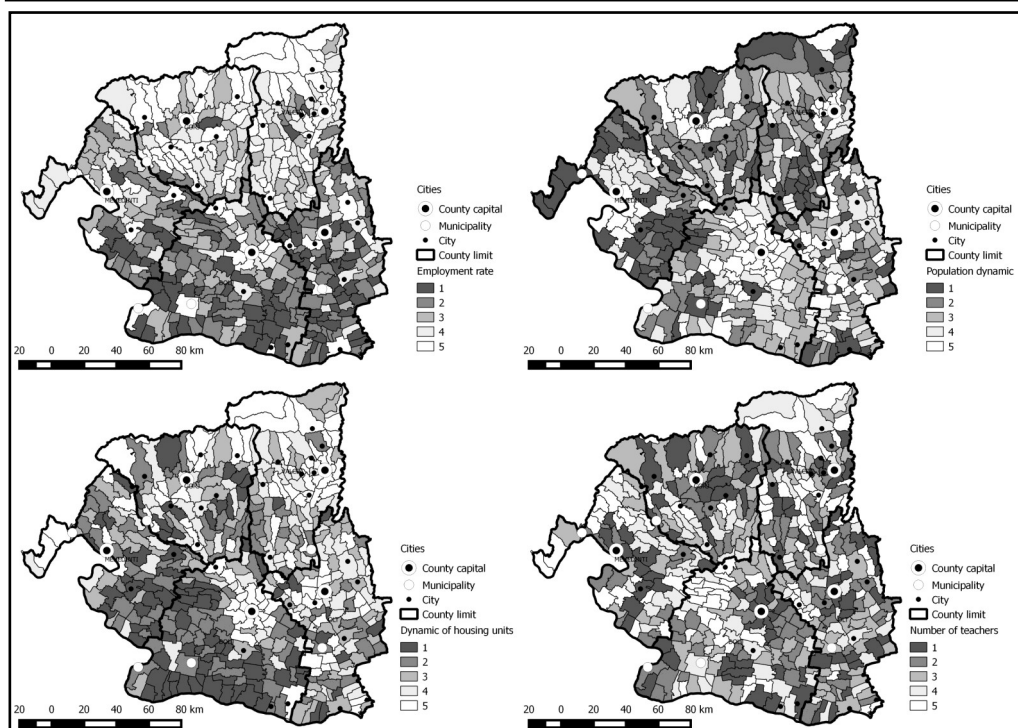 MEHEDINTI
Cities
County capital
Municipality
City
County limit
Employment rate
1
2
3
4
5
20 0 20 40 60 80 km
Cities
County capital
Municipality
City
County limit
Population dynamic
1
2
3
4
5
20 0 20 40 60 80 km
Cities
County capital
Municipality
City
County limit
Dynamic of housing units
1
2
3
4
5
20 0 20 40 60 80 km
Cities
County capital
Municipality
City
County limit
Number of teachers
1
2
3
4
5
20 0 20 40 60 80 km